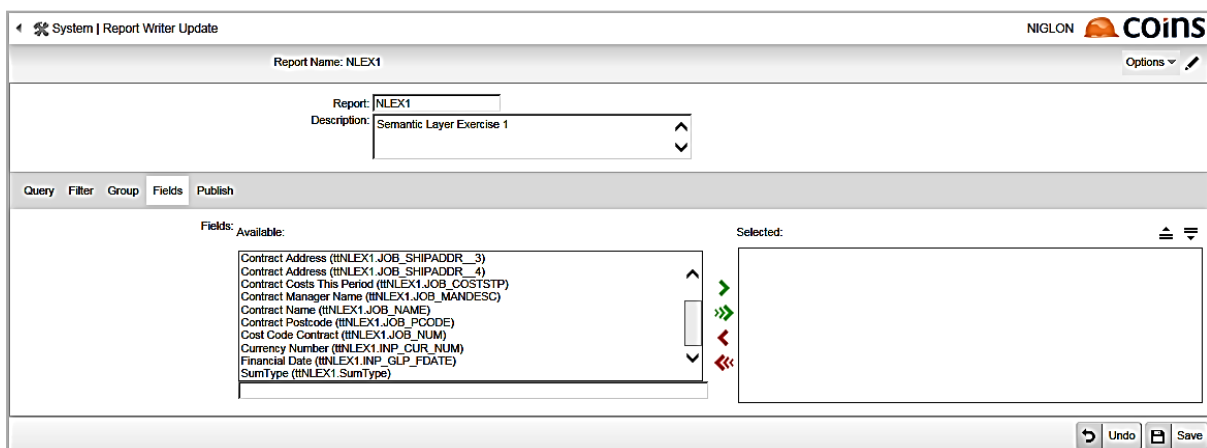 System | Report Writer Update
NIGLON coins
Report Name: NLEX1
Options
Report: NLEX1
Description: Semantic Layer Exercise 1
Query Filter Group Fields Publish
Fields: Available: Selected:
Contract Address (ttNLEX1.JOB_SHIPADDR__3)
Contract Address (ttNLEX1.JOB_SHIPADDR__4)
Contract Costs This Period (ttNLEX1.JOB_COSTSTP)
Contract Manager Name (ttNLEX1.JOB_MANDESC)
Contract Name (ttNLEX1.JOB_NAME)
Contract Postcode (ttNLEX1.JOB_PCODE)
Cost Code Contract (ttNLEX1.JOB_NUM)
Currency Number (ttNLEX1.INP_CUR_NUM)
Financial Date (ttNLEX1.INP_GLP_FDATE)
SumType (ttNLEX1.SumType)
Undo Save